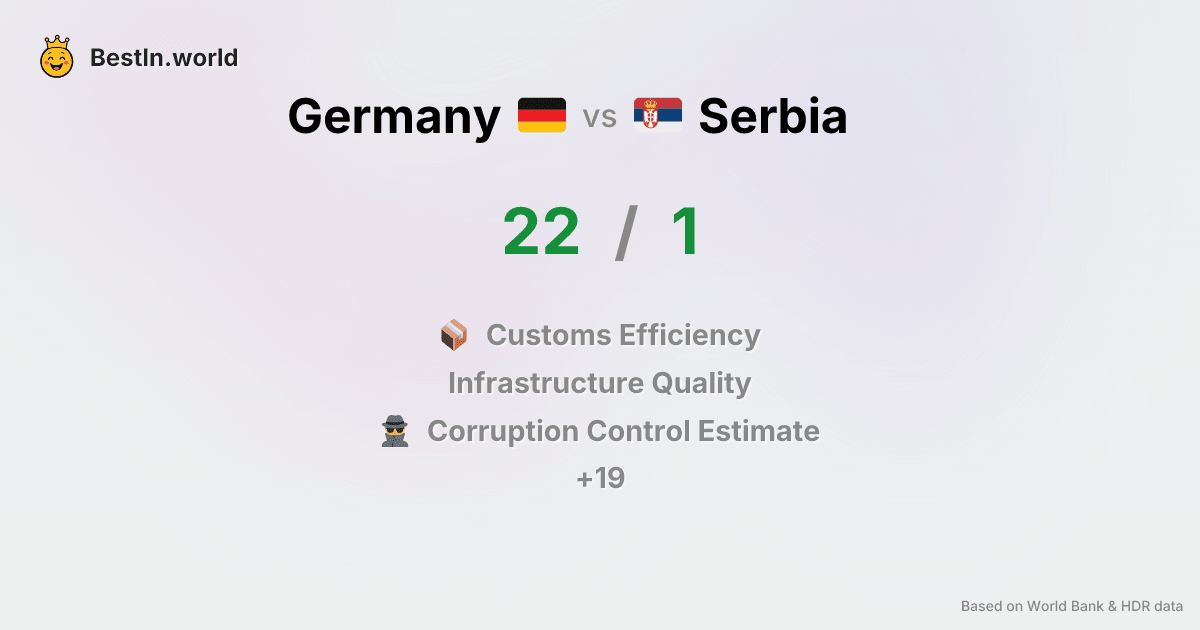 BestIn.world
Germany vs Serbia
22 / 1
Customs Efficiency
Infrastructure Quality
Corruption Control Estimate
+19
Based on World Bank & HDR data